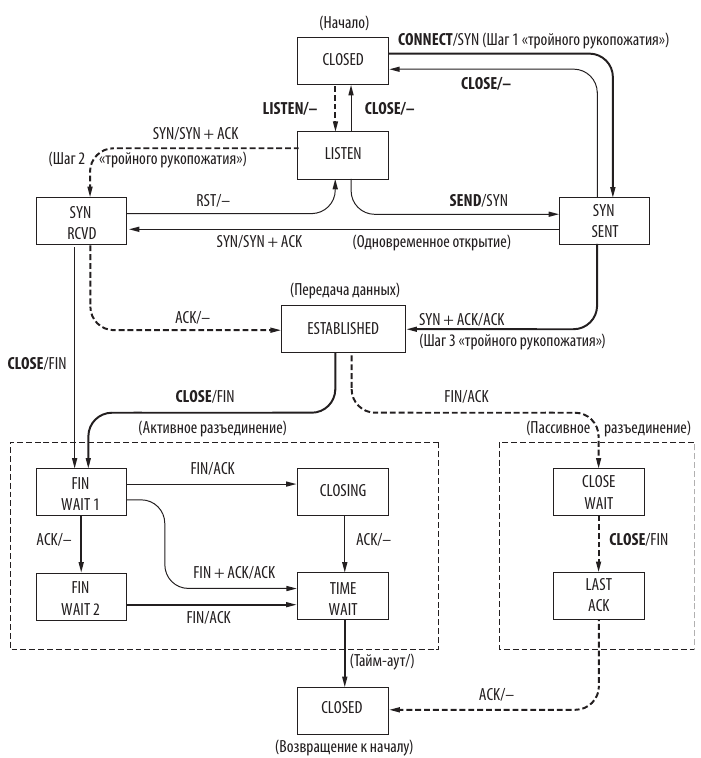 (Начало)
CLOSED
CONNECT/SYN (Шаг 1 «тройного рукопожатия»)
CLOSE/–
LISTEN/–
CLOSE/–
SYN/SYN + ACK
(Шаг 2 «тройного рукопожатия»)
LISTEN
SYN
RCVD
RST/–
SEND/SYN
SYN
SENT
SYN/SYN + ACK
(Одновременное открытие)
(Передача данных)
ACK/–
ESTABLISHED
SYN + ACK/ACK
(Шаг 3 «тройного рукопожатия»)
CLOSE/FIN
CLOSE/FIN
FIN/ACK
(Активное разъединение)
(Пассивное разъединение)
FIN
WAIT 1
FIN/ACK
CLOSING
CLOSE
WAIT
ACK/–
ACK/–
CLOSE/FIN
FIN + ACK/ACK
FIN
WAIT 2
FIN/ACK
TIME
WAIT
LAST
ACK
(Тайм-аут/)
CLOSED
ACK/–
(Возвращение к началу)